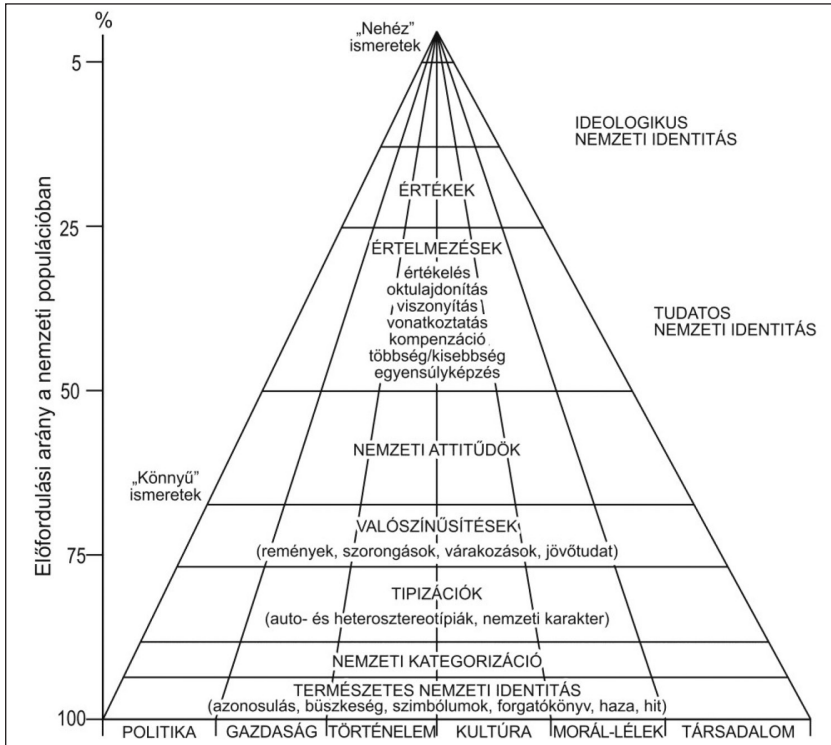 %
„Nehéz”
ismeretek
5
IDEOLOGIKUS
NEMZETI IDENTITÁS
ÉRTÉKEK
25
ÉRTELMEZÉSEK
értékelés
oktulajdonítás
viszonyítás
vonatkoztatás
kompenzáció
többség/kisebbség
egyensúlyképzés
TUDATOS
NEMZETI IDENTITÁS
50
Előfordulási arány a nemzeti populációban
NEMZETI ATTITŰDÖK
„Könnyű”
ismeretek
VALÓSZÍNŰSÍTÉSEK
(remények, szorongások, várakozások, jövőtudat)
75
TIPIZÁCIÓK
(auto- és heterosztereotípiák, nemzeti karakter)
NEMZETI KATEGORIZÁCIÓ
TERMÉSZETES NEMZETI IDENTITÁS
(azonosulás, büszkeség, szimbólumok, forgatókönyv, haza, hit)
100
POLITIKA GAZDASÁG TÖRTÉNELEM KULTÚRA MORÁL-LÉLEK TÁRSADALOM